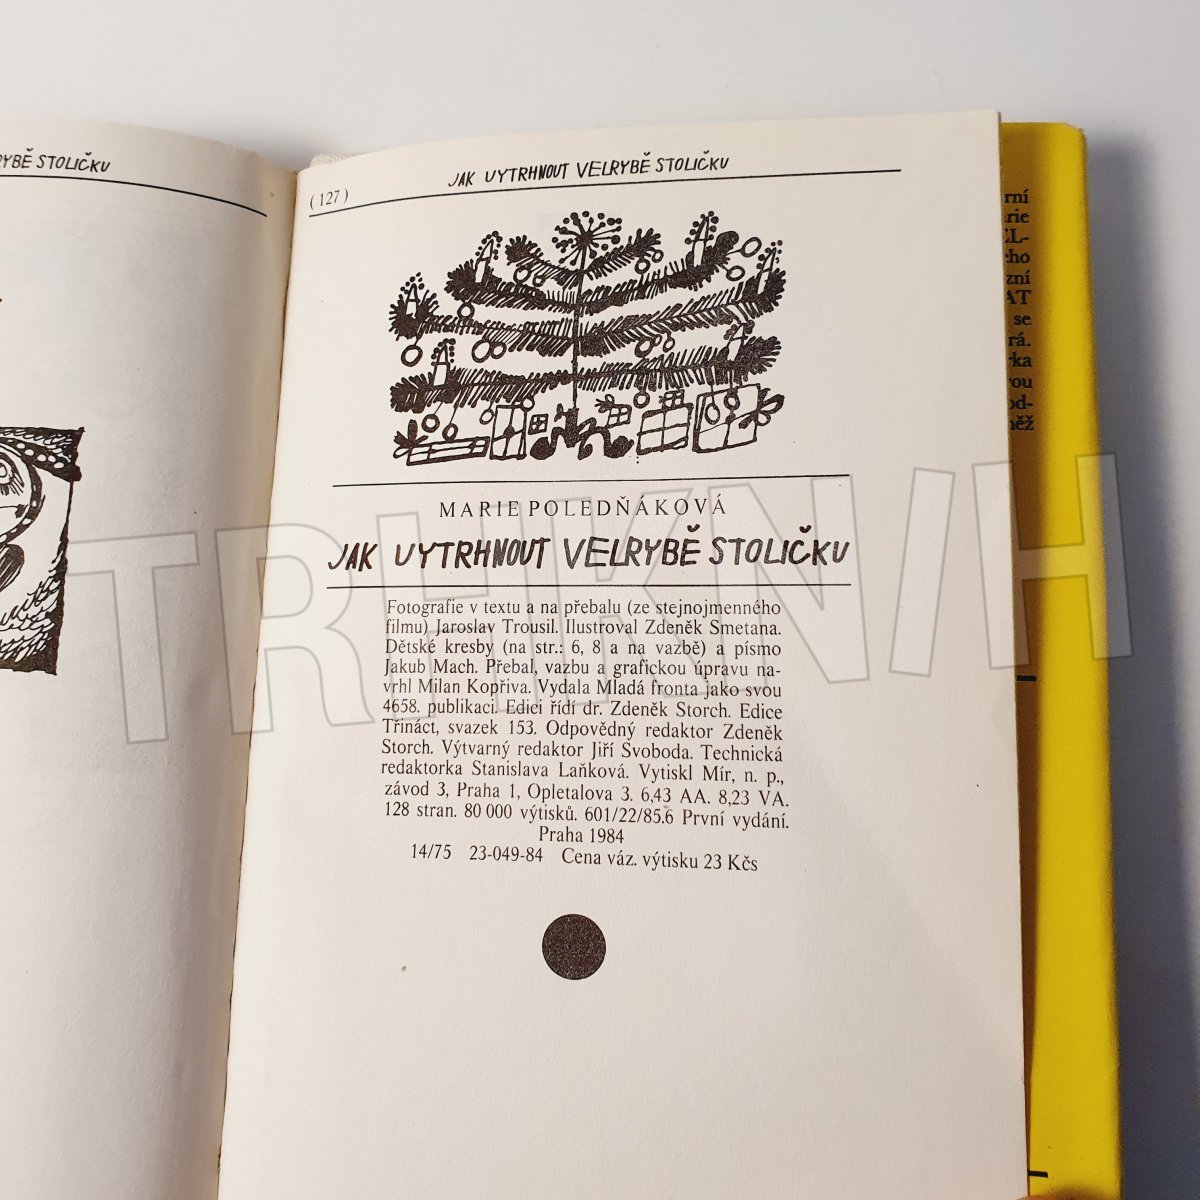 STOLIČKU
( 127 )
JAK VYTRHNOUT VELRYBĚ STOLIČKU
MARIE POLEDŇÁKOVÁ
JAK VYTRHNOUT VELRYBĚ STOLIČKU
Fotografie v textu a na přebalu (ze stejnojmenného
filmu) Jaroslav Trousil. Ilustroval Zdeněk Smetana.
Dětské kresby (na str.: 6, 8 a na vazbě) a písmo
Jakub Mach. Přebal, vazbu a grafickou úpravu na-
vrhl Milan Kopřiva. Vydala Mladá fronta jako svou
4658. publikaci. Edici řídí dr. Zdeněk Storch. Edice
Třináct, svazek 153. Odpovědný redaktor Zdeněk
Storch. Výtvarný redaktor Jiří Svoboda. Technická
redaktorka Stanislava Laňková. Vytiskl Mír, n. p.,
závod 3, Praha 1, Opletalova 3. 6,43 AA. 8,23 VA.
128 stran. 80 000 výtisků. 601/22/85.6 První vydání.
Praha 1984
14/75 23-049-84 Cena váz. výtisku 23 Kčs
se
TRHKNIH